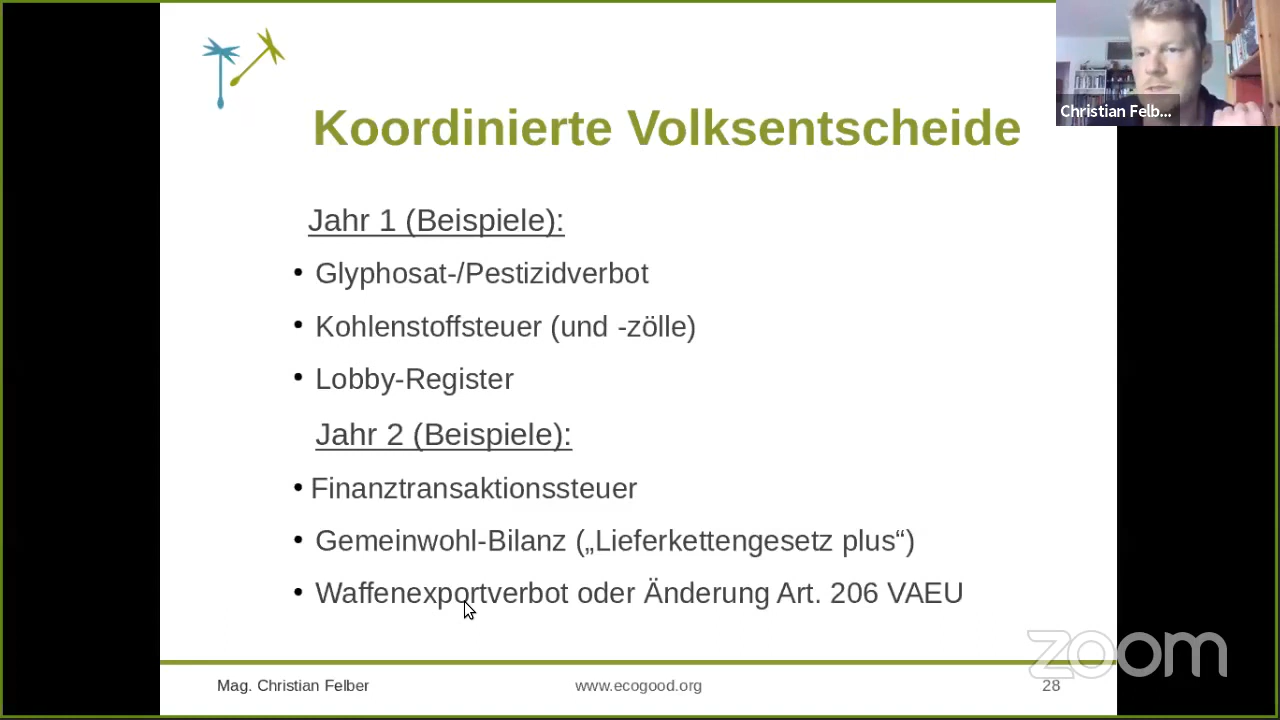 Koordinierte Volksentscheide
Christian Felb...
Jahr 1 (Beispiele):
• Glyphosat-/Pestizidverbot
• Kohlenstoffsteuer (und -zölle)
• Lobby-Register
Jahr 2 (Beispiele):
• Finanztransaktionssteuer
• Gemeinwohl-Bilanz („Lieferkettengesetz plus“)
• Waffenexportverbot oder Änderung Art. 206 VAEU
zoom
Mag. Christian Felber
www.ecogood.org
28